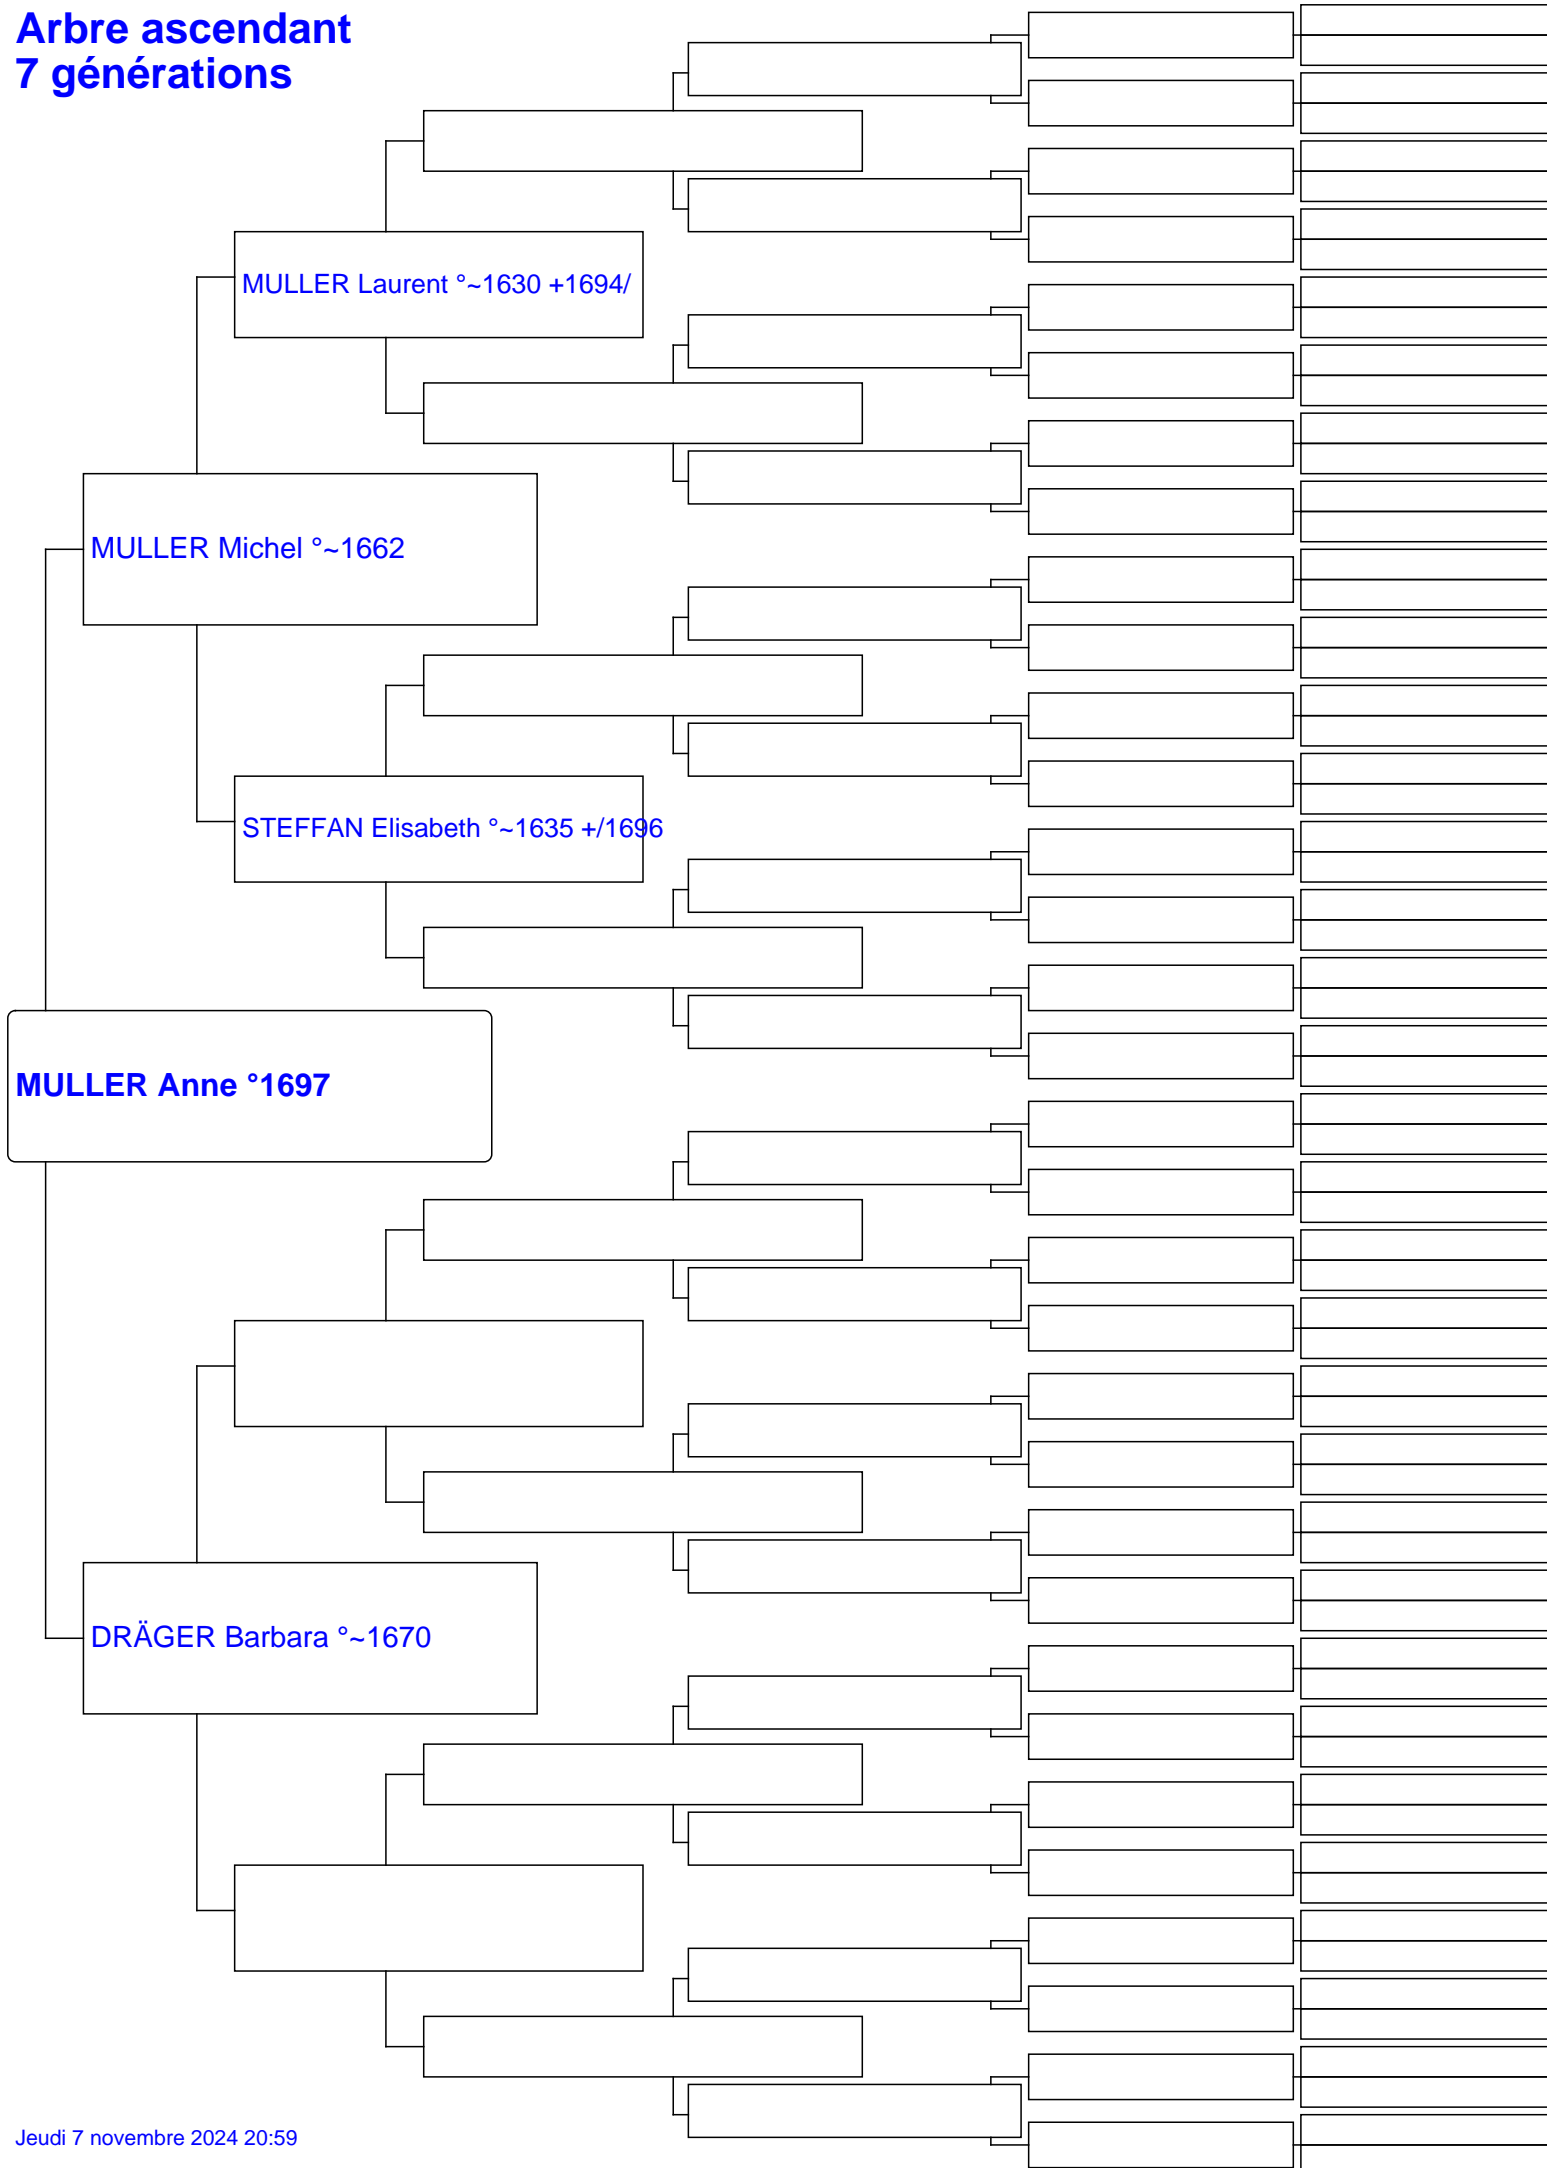 Arbre ascendant
7 générations
MULLER Laurent °~1630 +1694/
MULLER Michel °~1662
STEFFAN Elisabeth °~1635 +/1696
MULLER Anne °1697
DRÄGER Barbara °~1670
Jeudi 7 novembre 2024 20:59